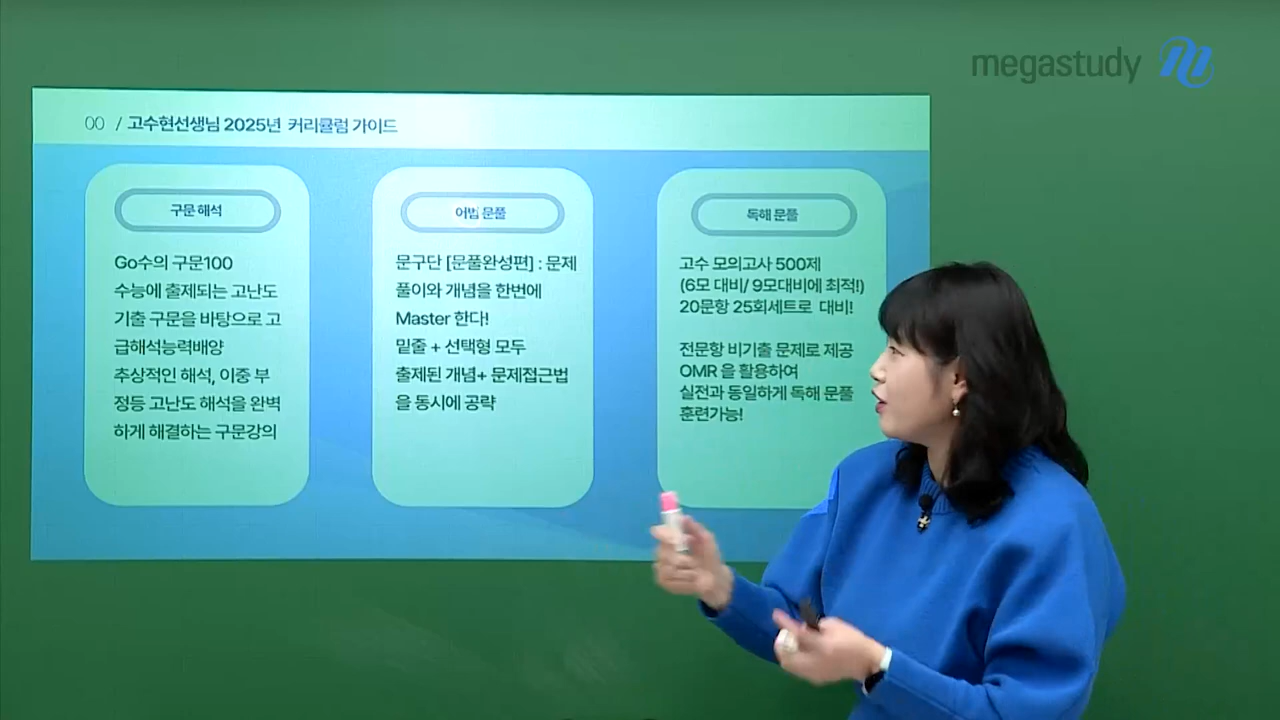 megastudy
00 / 고수현선생님 2025년 커리큘럼 가이드
구문 해석
Go수의 구문100
수능에 출제되는 고난도
기출 구문을 바탕으로 고
급해석능력배양
추상적인 해석, 이중 부
정등 고난도 해석을 완벽
하게 해결하는 구문강의
어법 문풀
문구단 [문풀완성편] : 문제
풀이와 개념을 한번에
Master 한다!
밑줄 + 선택형 모두
출제된 개념+ 문제접근법
을 동시에 공략
독해 문풀
고수 모의고사 500제
(6모 대비/ 9모대비에 최적!)
20문항 25회세트로 대비!
전문항 비기출 문제로 제공
OMR 을 활용하여
실전과 동일하게 독해 문풀
훈련가능!